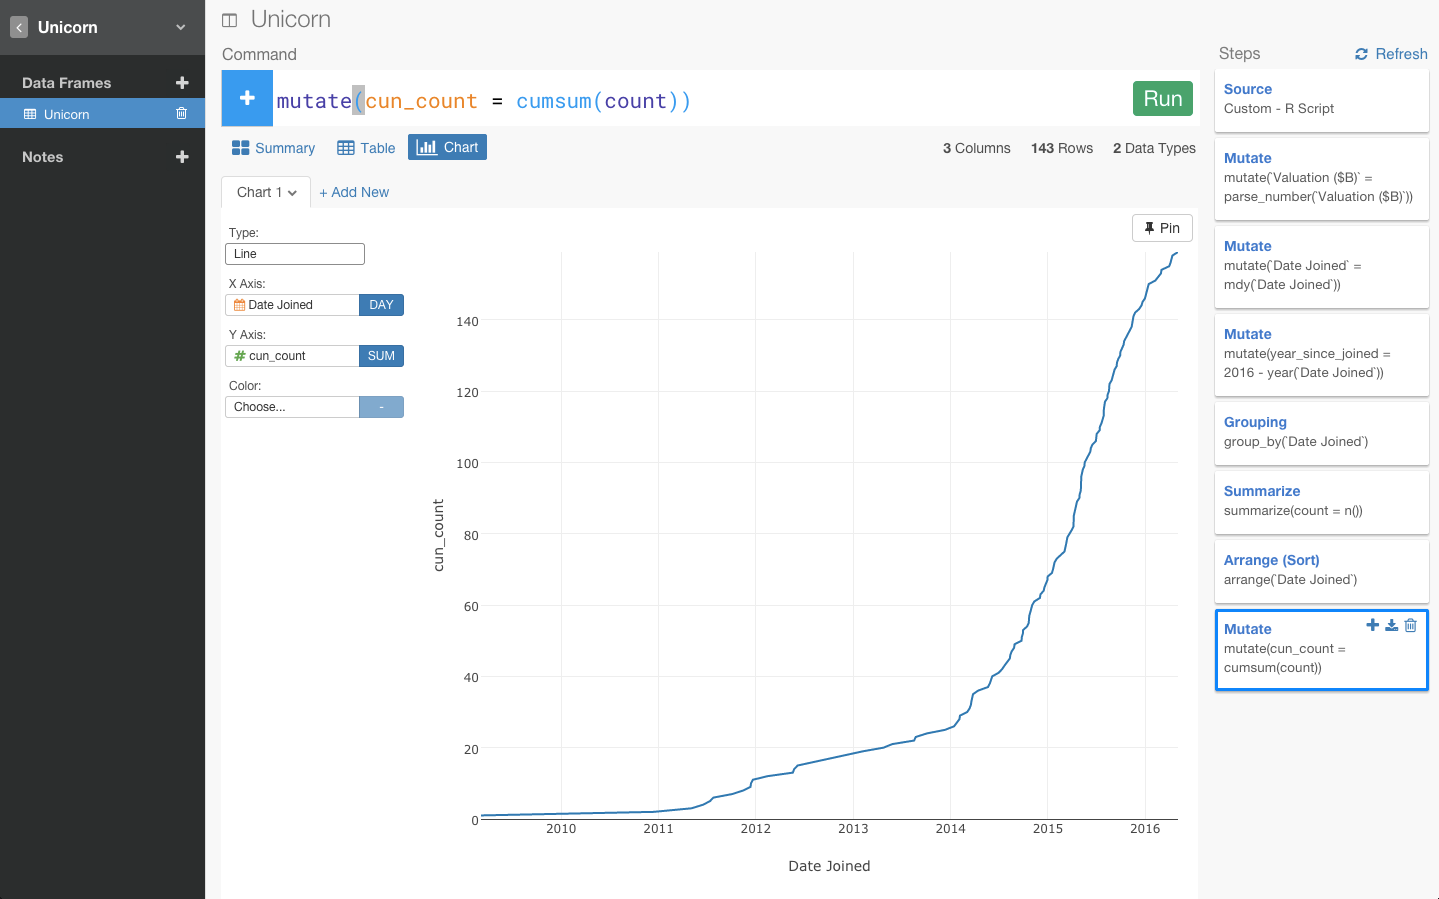 Unicorn
Data Frames
Unicorn
Notes
Unicorn
Command
mutate(cun_count = cumsum(count))
Run
Summary Table Chart
3 Columns 143 Rows 2 Data Types
Chart 1 + Add New
Pin
Type:
Line
X Axis:
Date Joined DAY
Y Axis:
# cun_count SUM
Color:
Choose... -
cun_count
140
120
100
80
60
40
20
0
2010 2011 2012 2013 2014 2015 2016
Date Joined
Steps Refresh
Source
Custom - R Script
Mutate
mutate(`Valuation ($B)` =
parse_number(`Valuation ($B)`))
Mutate
mutate(`Date Joined` =
mdy(`Date Joined`))
Mutate
mutate(year_since_joined =
2016 - year(`Date Joined`))
Grouping
group_by(`Date Joined`)
Summarize
summarize(count = n())
Arrange (Sort)
arrange(`Date Joined`)
Mutate
mutate(cun_count =
cumsum(count))